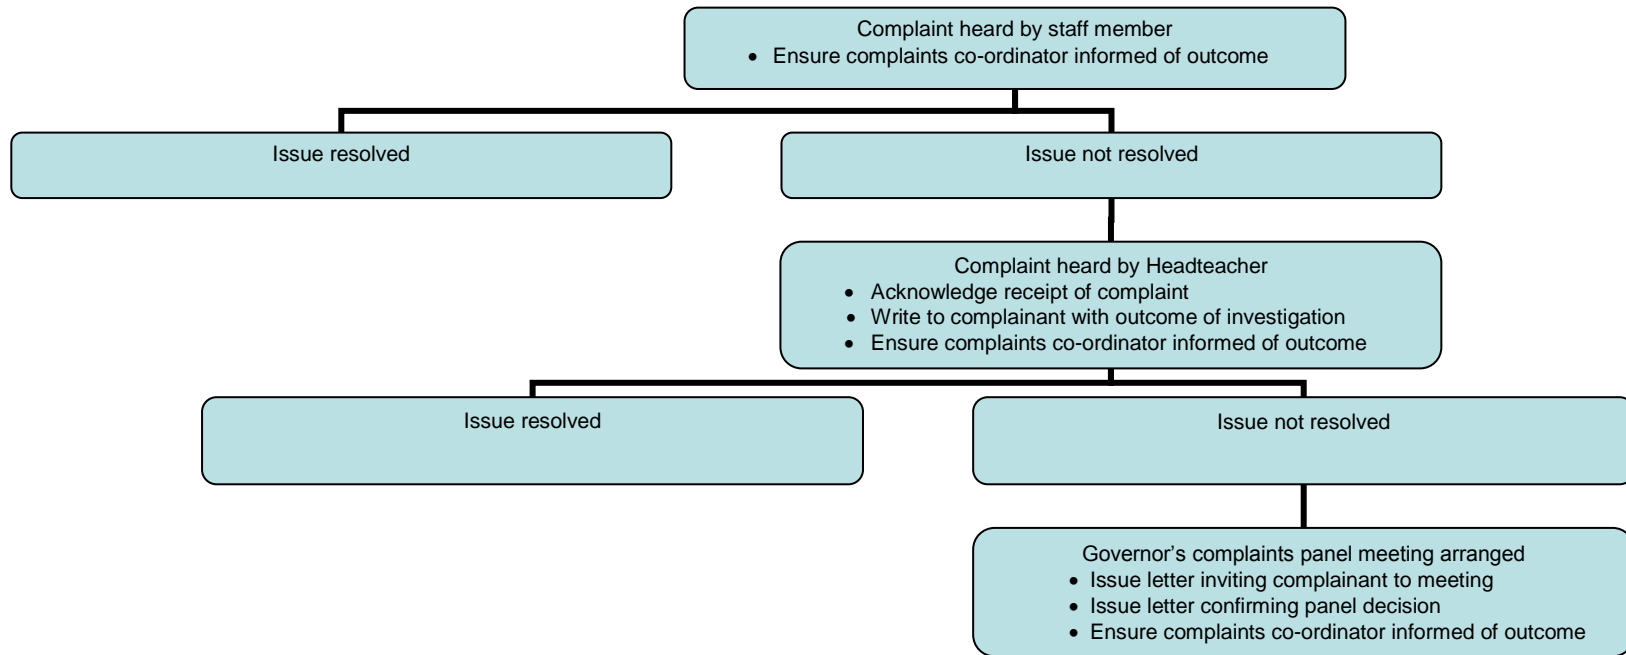 Complaint heard by staff member
• Ensure complaints co-ordinator informed of outcome
Issue resolved
Issue not resolved
Complaint heard by Headteacher
• Acknowledge receipt of complaint
• Write to complainant with outcome of investigation
• Ensure complaints co-ordinator informed of outcome
Issue resolved
Issue not resolved
Governor’s complaints panel meeting arranged
• Issue letter inviting complainant to meeting
• Issue letter confirming panel decision
• Ensure complaints co-ordinator informed of outcome